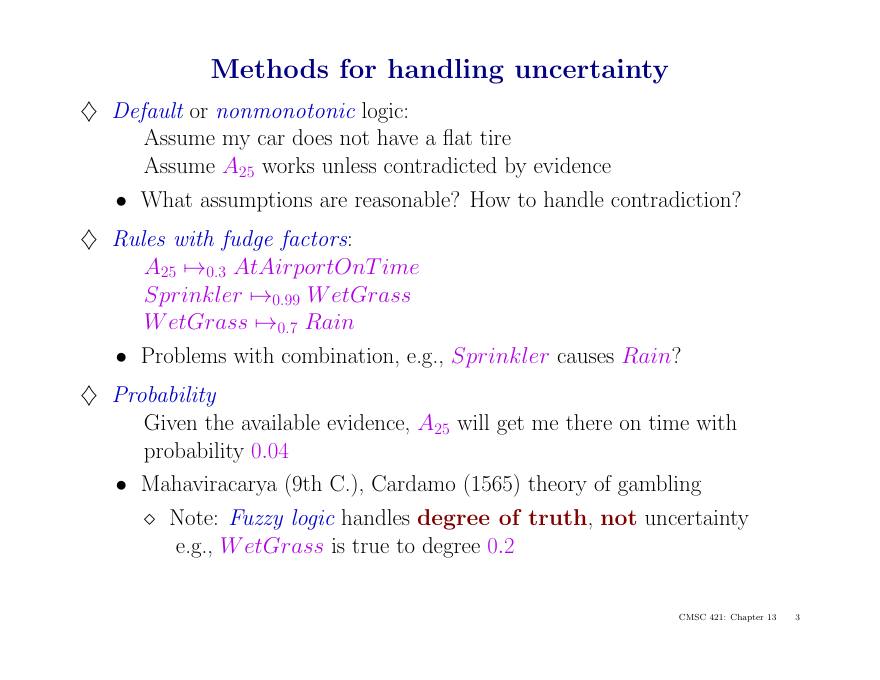 Methods for handling uncertainty
♢ Default or nonmonotonic logic:
Assume my car does not have a flat tire
Assume A₂₅ works unless contradicted by evidence
• What assumptions are reasonable? How to handle contradiction?
♢ Rules with fudge factors:
A₂₅ ↦₀.₃ AtAirportOnTime
Sprinkler ↦₀.₉₉ WetGrass
WetGrass ↦₀.₇ Rain
• Problems with combination, e.g., Sprinkler causes Rain?
♢ Probability
Given the available evidence, A₂₅ will get me there on time with
probability 0.04
• Mahaviracarya (9th C.), Cardamo (1565) theory of gambling
⋄ Note: Fuzzy logic handles degree of truth, not uncertainty
e.g., WetGrass is true to degree 0.2
CMSC 421: Chapter 13 3